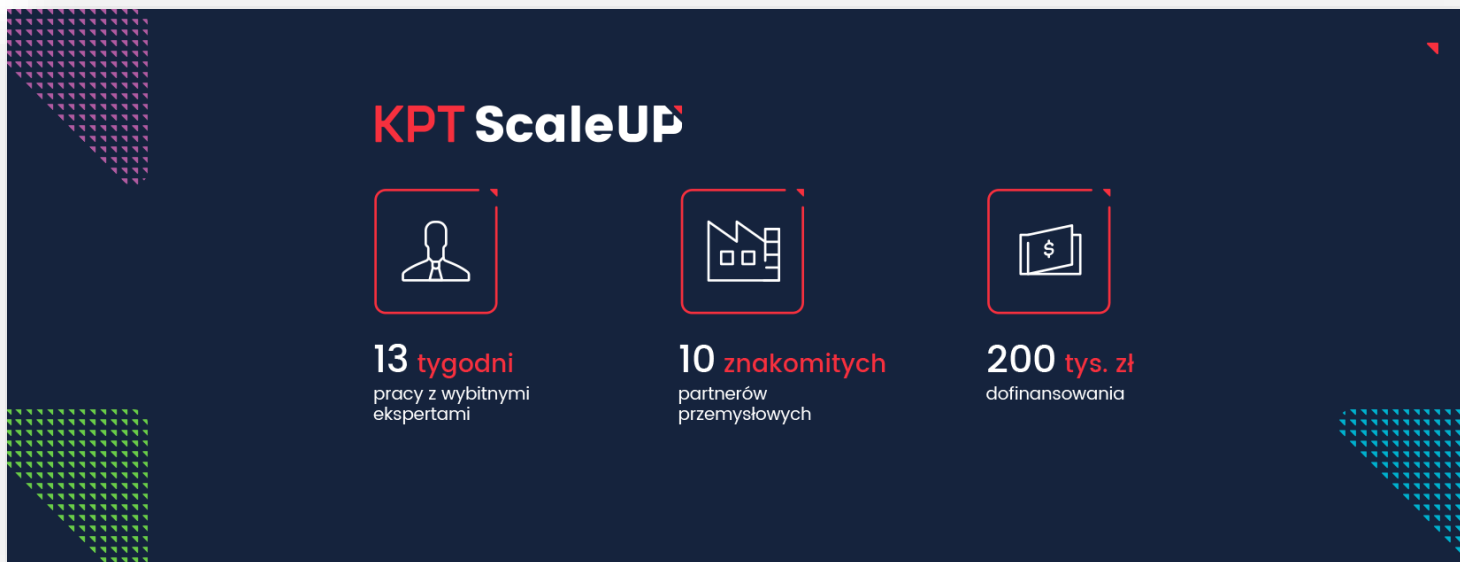 KPT ScaleUP
13 tygodni
pracy z wybitnymi
ekspertami
10 znakomitych
partnerów
przemysłowych
$
200 tys. zł
dofinansowania